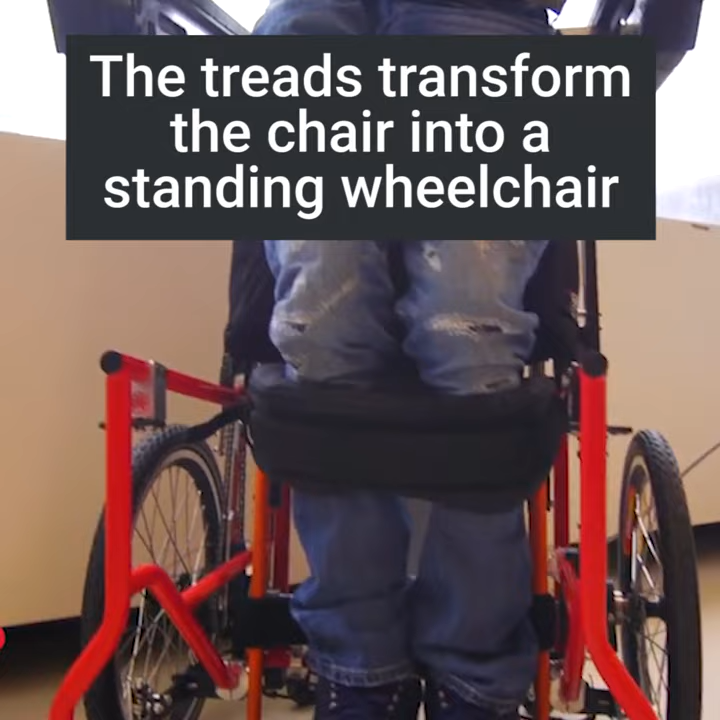 The treads transform
the chair into a
standing wheelchair